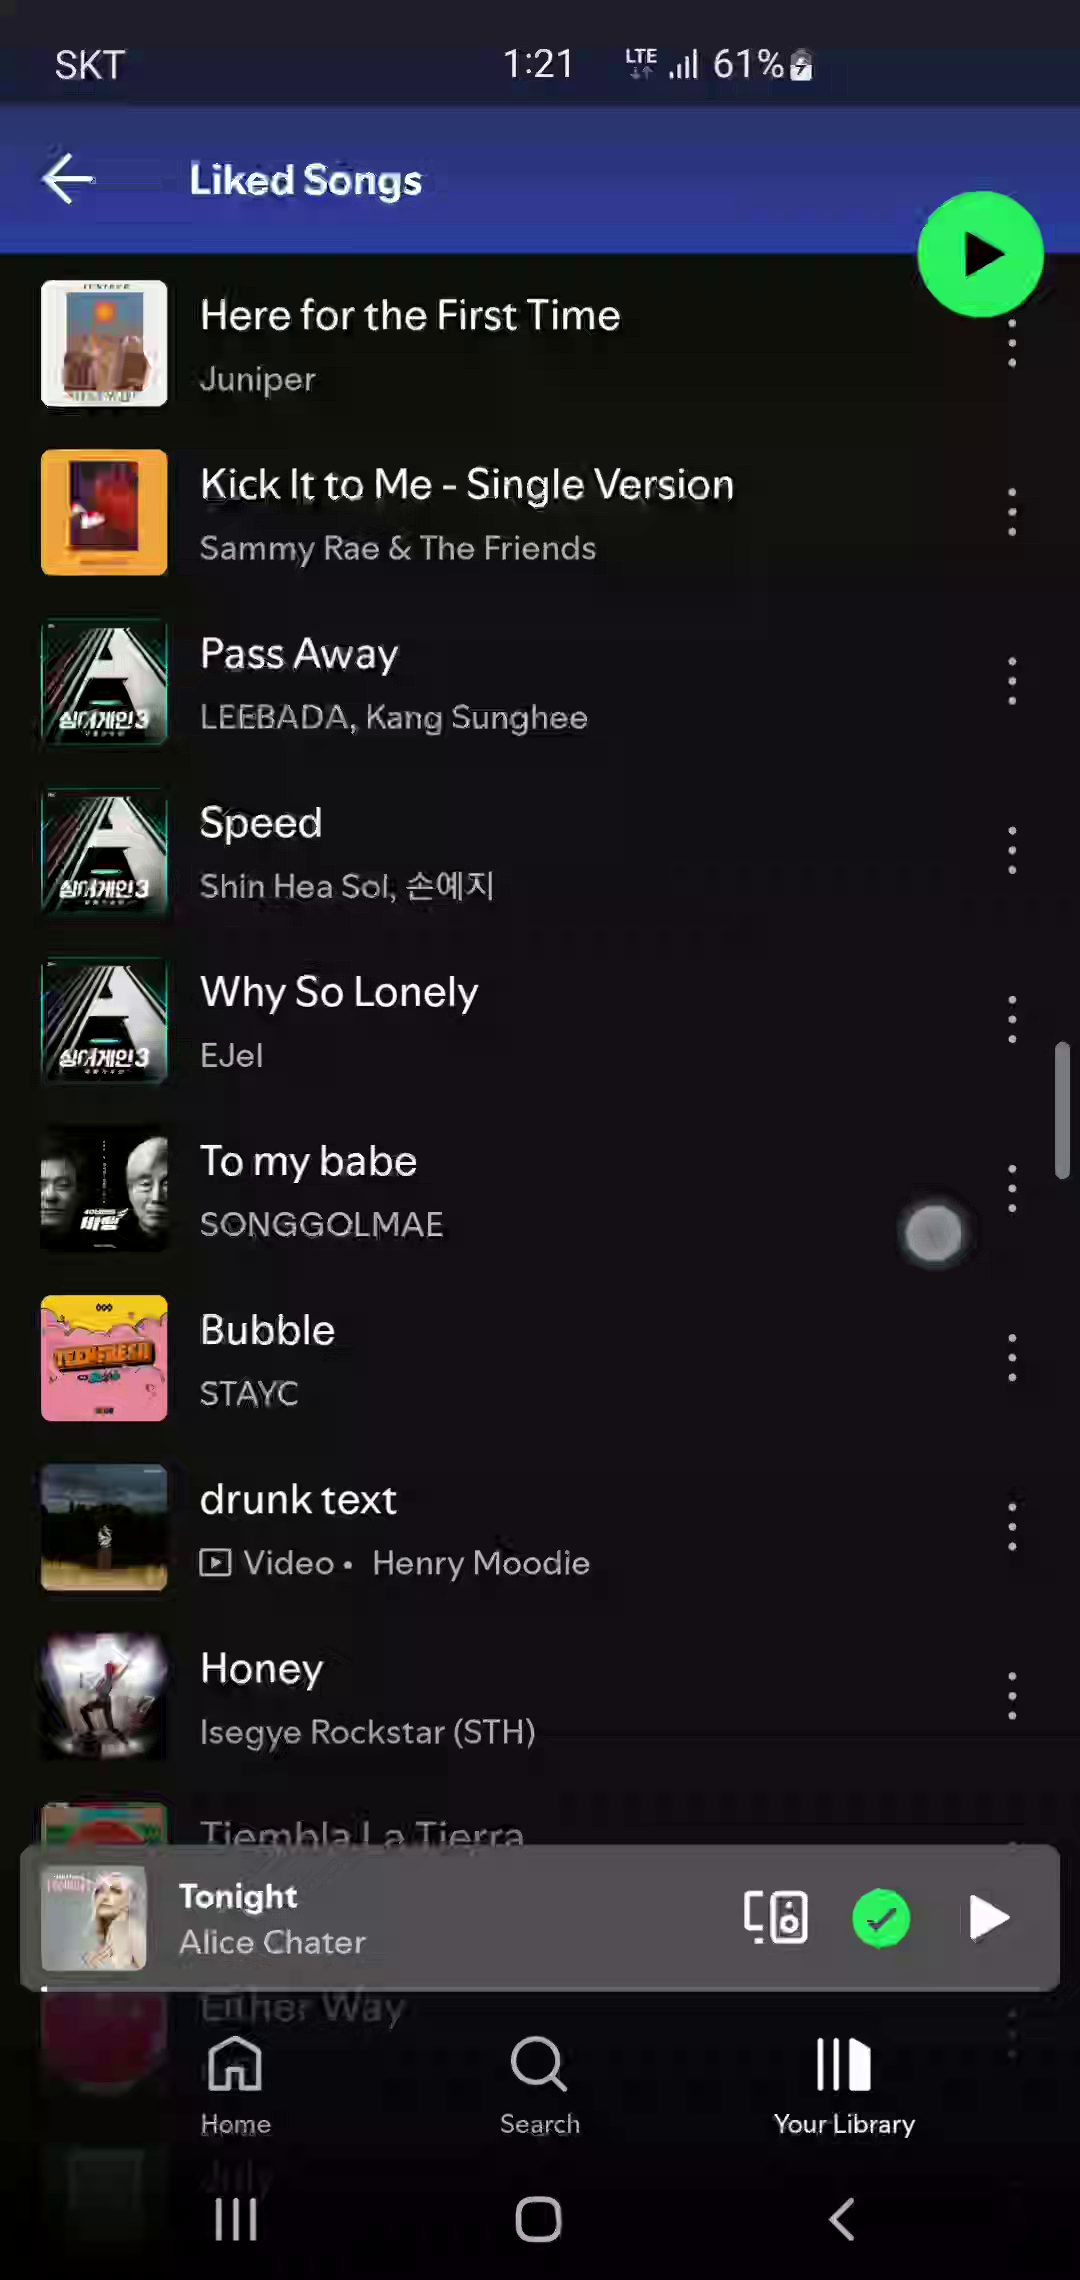 SKT 1:21 LTE 61%
Liked Songs
Here for the First Time
Juniper
Kick It to Me - Single Version
Sammy Rae & The Friends
Pass Away
LEEBADA, Kang Sunghee
싱어게인3
Speed
Shin Hea Sol, 손예지
싱어게인3
Why So Lonely
EJel
싱어게인3
To my babe
SONGGOLMAE
Bubble
STAYC
TEENFRESH
drunk text
Video • Henry Moodie
Honey
Isegye Rockstar (STH)
Tiembla La Tierra
Tonight
Alice Chater
Either Way
Home Search Your Library
July